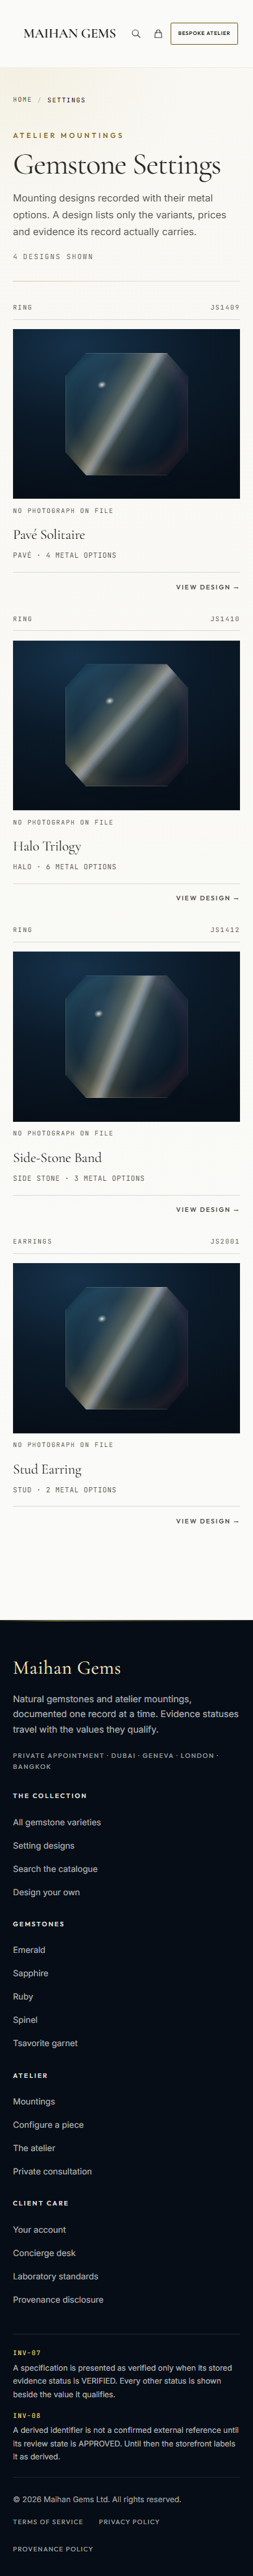 MAIHAN GEMS
BESPOKE ATELIER
HOME / SETTINGS
ATELIER MOUNTINGS
Gemstone Settings
Mounting designs recorded with their metal
options. A design lists only the variants, prices
and evidence its record actually carries.
4 DESIGNS SHOWN
RING JS1409
NO PHOTOGRAPH ON FILE
Pavé Solitaire
PAVÉ · 4 METAL OPTIONS
VIEW DESIGN →
RING JS1410
NO PHOTOGRAPH ON FILE
Halo Trilogy
HALO · 6 METAL OPTIONS
VIEW DESIGN →
RING JS1412
NO PHOTOGRAPH ON FILE
Side-Stone Band
SIDE STONE · 3 METAL OPTIONS
VIEW DESIGN →
EARRINGS JS2001
NO PHOTOGRAPH ON FILE
Stud Earring
STUD · 2 METAL OPTIONS
VIEW DESIGN →
Maihan Gems
Natural gemstones and atelier mountings,
documented one record at a time. Evidence statuses
travel with the values they qualify.
PRIVATE APPOINTMENT · DUBAI · GENEVA · LONDON ·
BANGKOK
THE COLLECTION
All gemstone varieties
Setting designs
Search the catalogue
Design your own
GEMSTONES
Emerald
Sapphire
Ruby
Spinel
Tsavorite garnet
ATELIER
Mountings
Configure a piece
The atelier
Private consultation
CLIENT CARE
Your account
Concierge desk
Laboratory standards
Provenance disclosure
INV-07
A specification is presented as verified only when its stored
evidence status is VERIFIED. Every other status is shown
beside the value it qualifies.
INV-08
A derived identifier is not a confirmed external reference until
its review state is APPROVED. Until then the storefront labels
it as derived.
© 2026 Maihan Gems Ltd. All rights reserved.
TERMS OF SERVICE PRIVACY POLICY
PROVENANCE POLICY